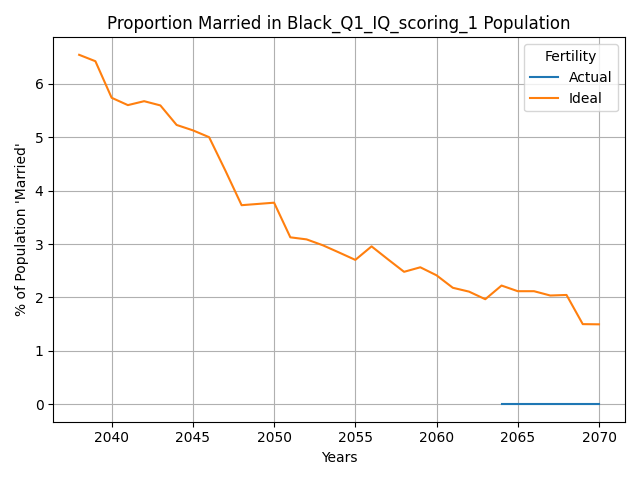 Proportion Married in Black_Q1_IQ_scoring_1 Population
% of Population 'Married'
Fertility
Actual
Ideal
6
5
4
3
2
1
0
2040 2045 2050 2055 2060 2065 2070
Years